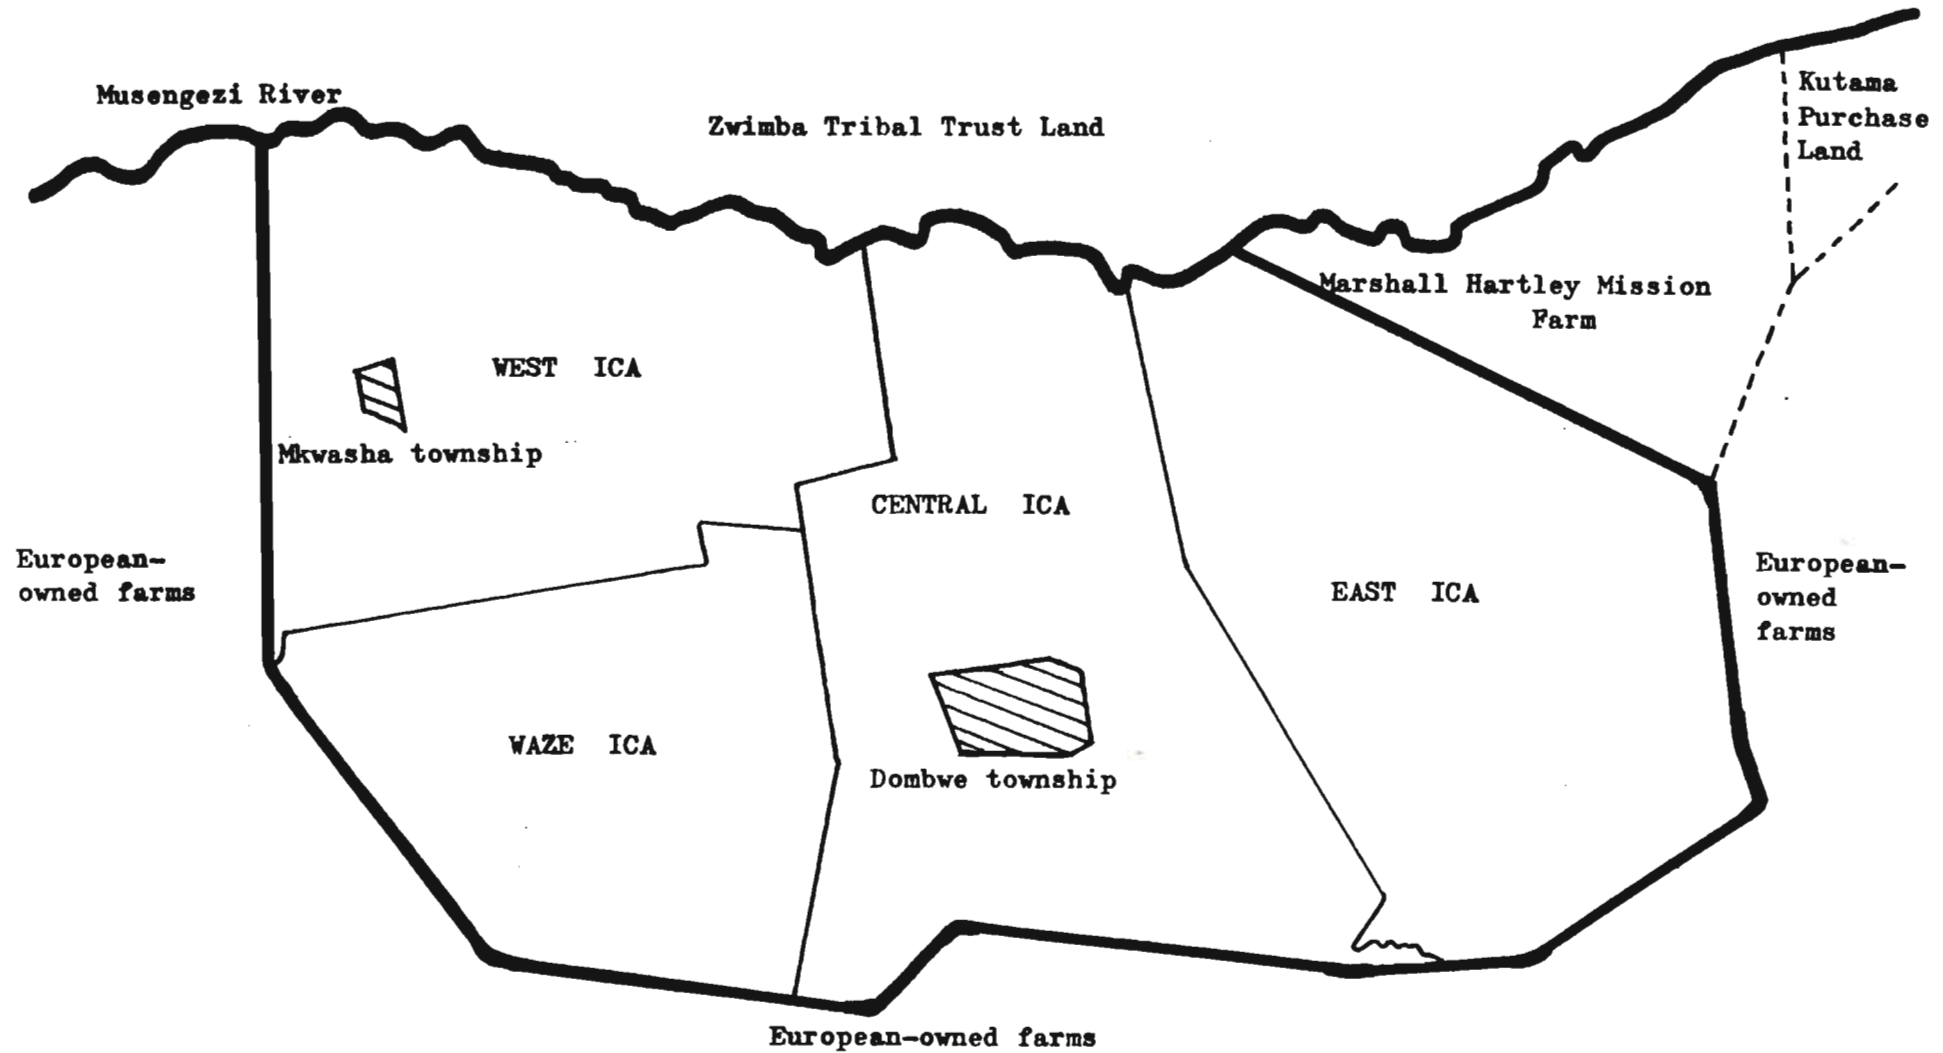 Musengezi River
Zwimba Tribal Trust Land
Kutama
Purchase
Land
Marshall Hartley Mission
Farm
WEST ICA
Mkwasha township
CENTRAL ICA
European-
owned farms
EAST ICA
European-
owned
farms
WAZE ICA
Dombwe township
European-owned farms